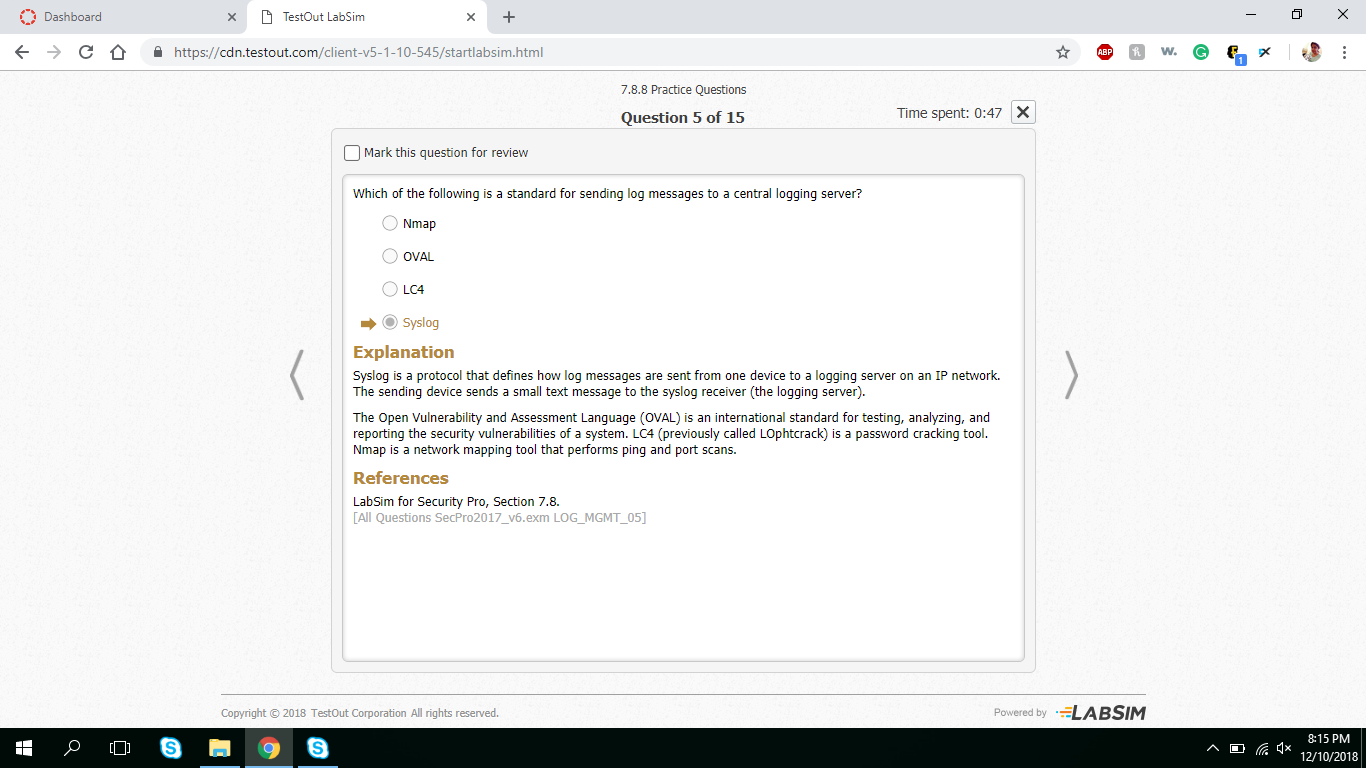 Dashboard
TestOut LabSim
https://cdn.testout.com/client-v5-1-10-545/startlabsim.html
ABP
w.
1
7.8.8 Practice Questions
Question 5 of 15
Time spent: 0:47
Mark this question for review
Which of the following is a standard for sending log messages to a central logging server?
Nmap
OVAL
LC4
Syslog
Explanation
Syslog is a protocol that defines how log messages are sent from one device to a logging server on an IP network.
The sending device sends a small text message to the syslog receiver (the logging server).
The Open Vulnerability and Assessment Language (OVAL) is an international standard for testing, analyzing, and
reporting the security vulnerabilities of a system. LC4 (previously called LOphtcrack) is a password cracking tool.
Nmap is a network mapping tool that performs ping and port scans.
References
LabSim for Security Pro, Section 7.8.
[All Questions SecPro2017_v6.exm LOG_MGMT_05]
Copyright © 2018 TestOut Corporation All rights reserved.
Powered by LABSIM
8:15 PM
12/10/2018